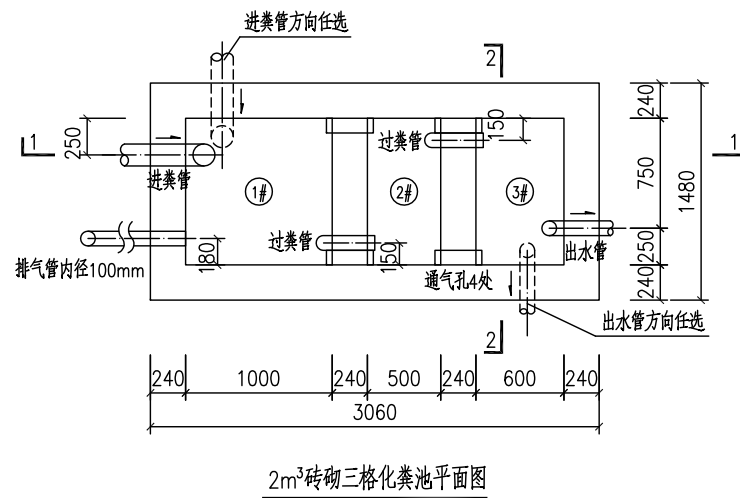 进粪管方向任选
2
240
1
250
进粪管
过粪管
150
1
750
1480
1#
2#
3#
排气管内径100mm
180
过粪管
150
出水管
250
通气孔4处
240
出水管方向任选
2
240
1000
240
500
240
600
240
3060
2m³砖砌三格化粪池平面图